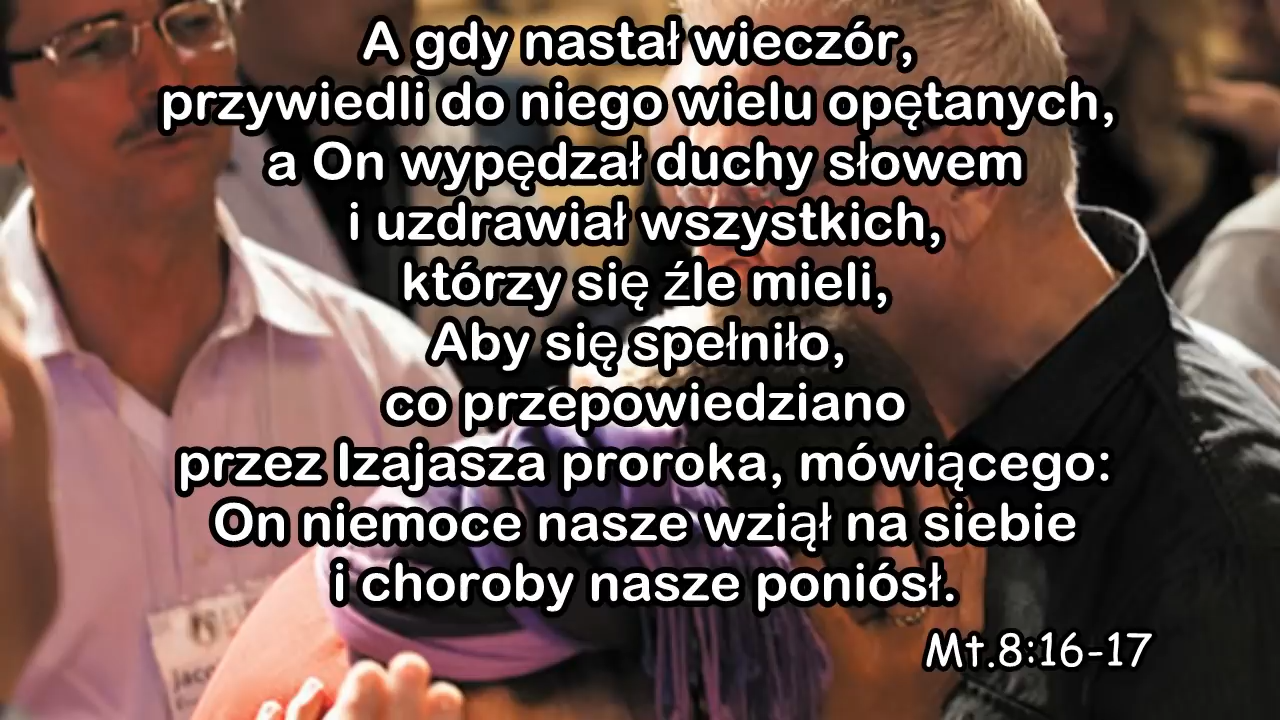 A gdy nastał wieczór,
przywiedli do niego wielu opętanych,
a On wypędzał duchy słowem
i uzdrawiał wszystkich,
którzy się źle mieli,
Aby się spełniło,
co przepowiedziano
przez Izajasza proroka, mówiącego:
On niemoce nasze wziął na siebie
i choroby nasze poniósł.
Mt.8:16-17